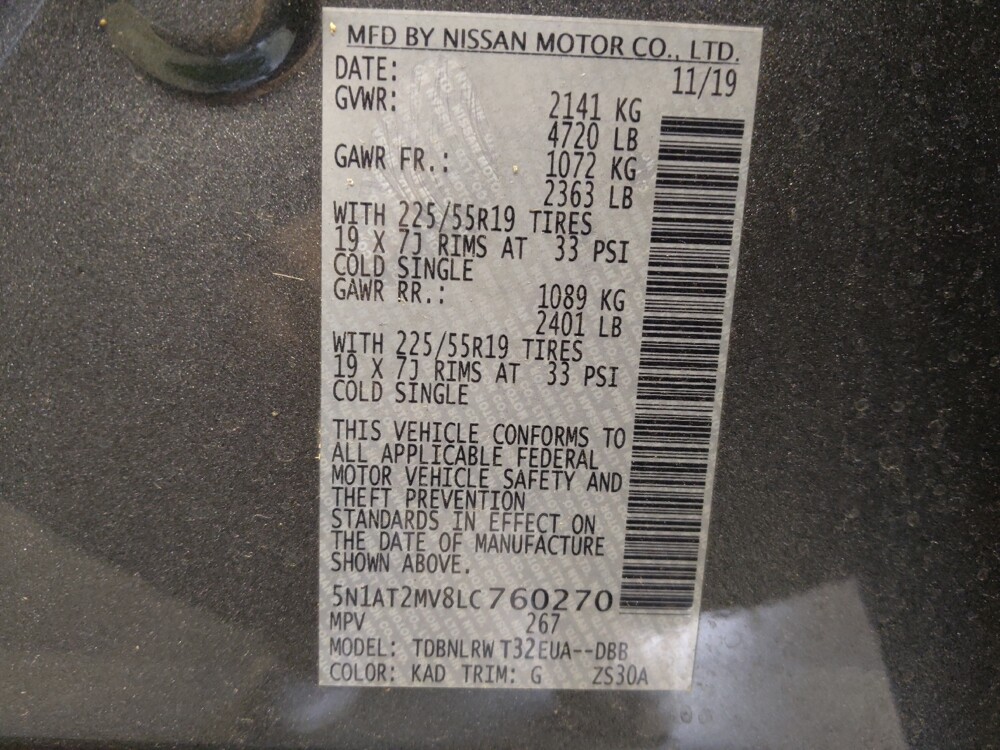 MFD BY NISSAN MOTOR CO., LTD.
DATE: 11/19
GVWR: 2141 KG
4720 LB
GAWR FR.: 1072 KG
2363 LB
WITH 225/55R19 TIRES
19 X 7J RIMS AT 33 PSI
COLD SINGLE
GAWR RR.: 1089 KG
2401 LB
WITH 225/55R19 TIRES
19 X 7J RIMS AT 33 PSI
COLD SINGLE
THIS VEHICLE CONFORMS TO
ALL APPLICABLE FEDERAL
MOTOR VEHICLE SAFETY AND
THEFT PREVENTION
STANDARDS IN EFFECT ON
THE DATE OF MANUFACTURE
SHOWN ABOVE.
5N1AT2MV8LC760270
MPV 267
MODEL: TDBNLRW T32EUA--DBB
COLOR: KAD TRIM: G ZS30A